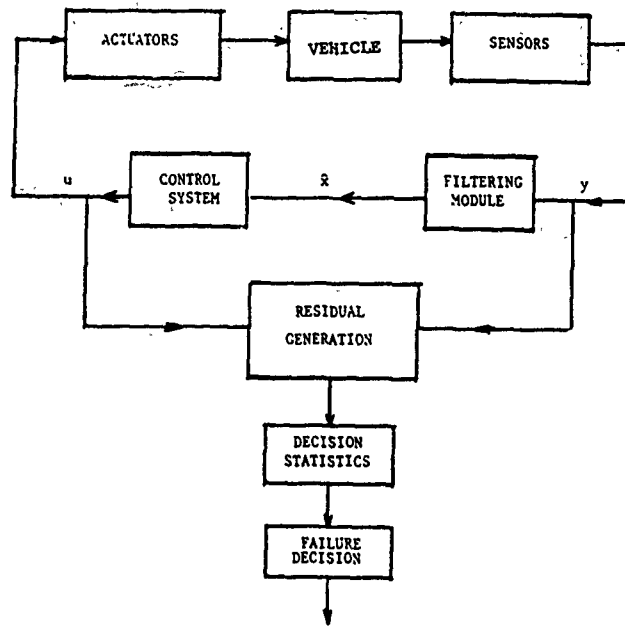 ACTUATORS
VEHICLE
SENSORS
u
CONTROL
SYSTEM
x̂
FILTERING
MODULE
y
RESIDUAL
GENERATION
DECISION
STATISTICS
FAILURE
DECISION